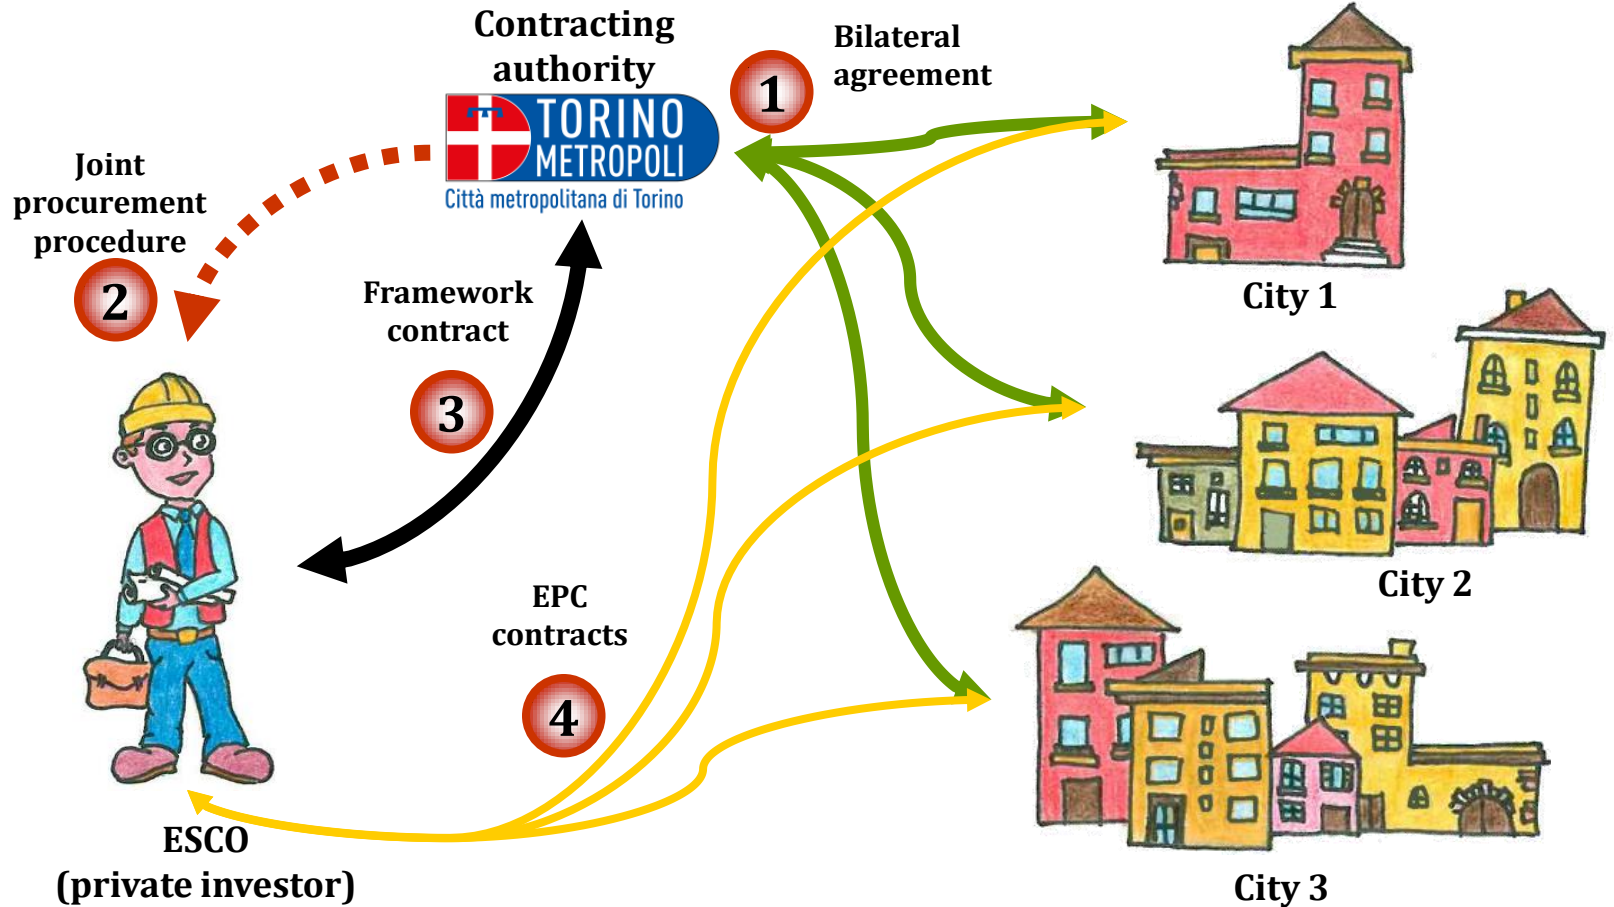 Contracting
authority
TORINO
METROPOLI
Città metropolitana di Torino
1
Bilateral
agreement
Joint
procurement
procedure
2
Framework
contract
3
City 1
City 2
EPC
contracts
4
ESCO
(private investor)
City 3